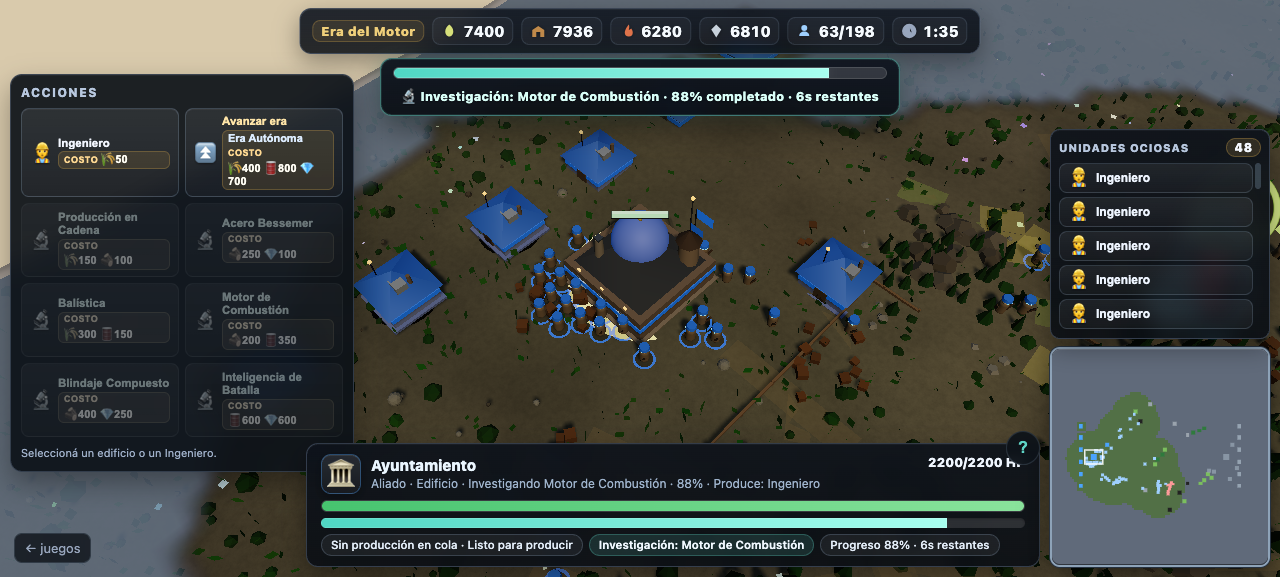 Era del Motor
7400
7936
6280
6810
63/198
1:35
Investigación: Motor de Combustión · 88% completado · 6s restantes
ACCIONES
Ingeniero
COSTO 50
Avanzar era
Era Autónoma
COSTO
400 800
700
Producción en
Cadena
COSTO
150 100
Acero Bessemer
COSTO
250 100
Balística
COSTO
300 150
Motor de
Combustión
COSTO
200 350
Blindaje Compuesto
COSTO
400 250
Inteligencia de
Batalla
COSTO
600 600
Seleccioná un edificio o un Ingeniero.
UNIDADES OCIOSAS 48
Ingeniero
Ingeniero
Ingeniero
Ingeniero
Ingeniero
?
Ayuntamiento
2200/2200
Aliado · Edificio · Investigando Motor de Combustión · 88% · Produce: Ingeniero
Sin producción en cola · Listo para producir
Investigación: Motor de Combustión
Progreso 88% · 6s restantes
← juegos